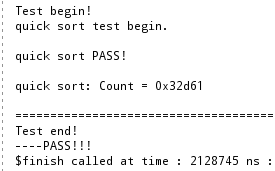 Test begin!
quick sort test begin.
quick sort PASS!
quick sort: Count = 0x32d61
=====================================
Test end!
----PASS!!!
$finish called at time : 2128745 ns :